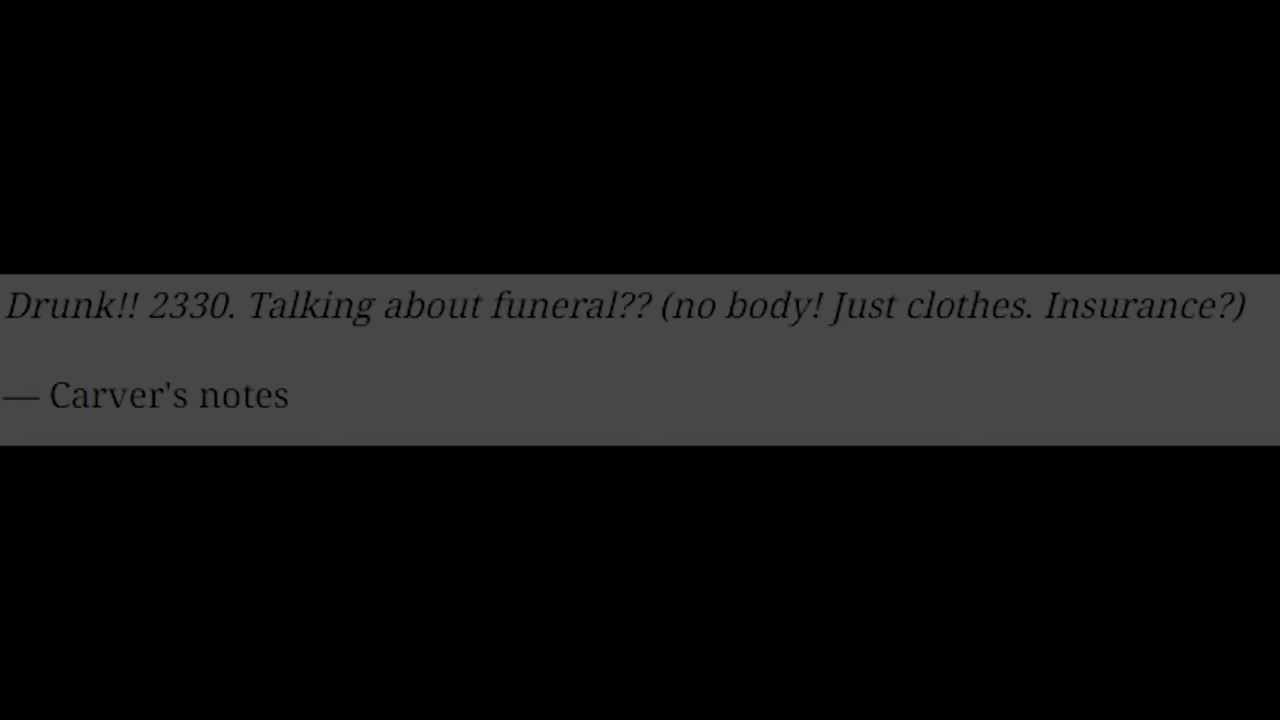 Drunk!! 2330. Talking about funeral?? (no body! Just clothes. Insurance?)
— Carver's notes